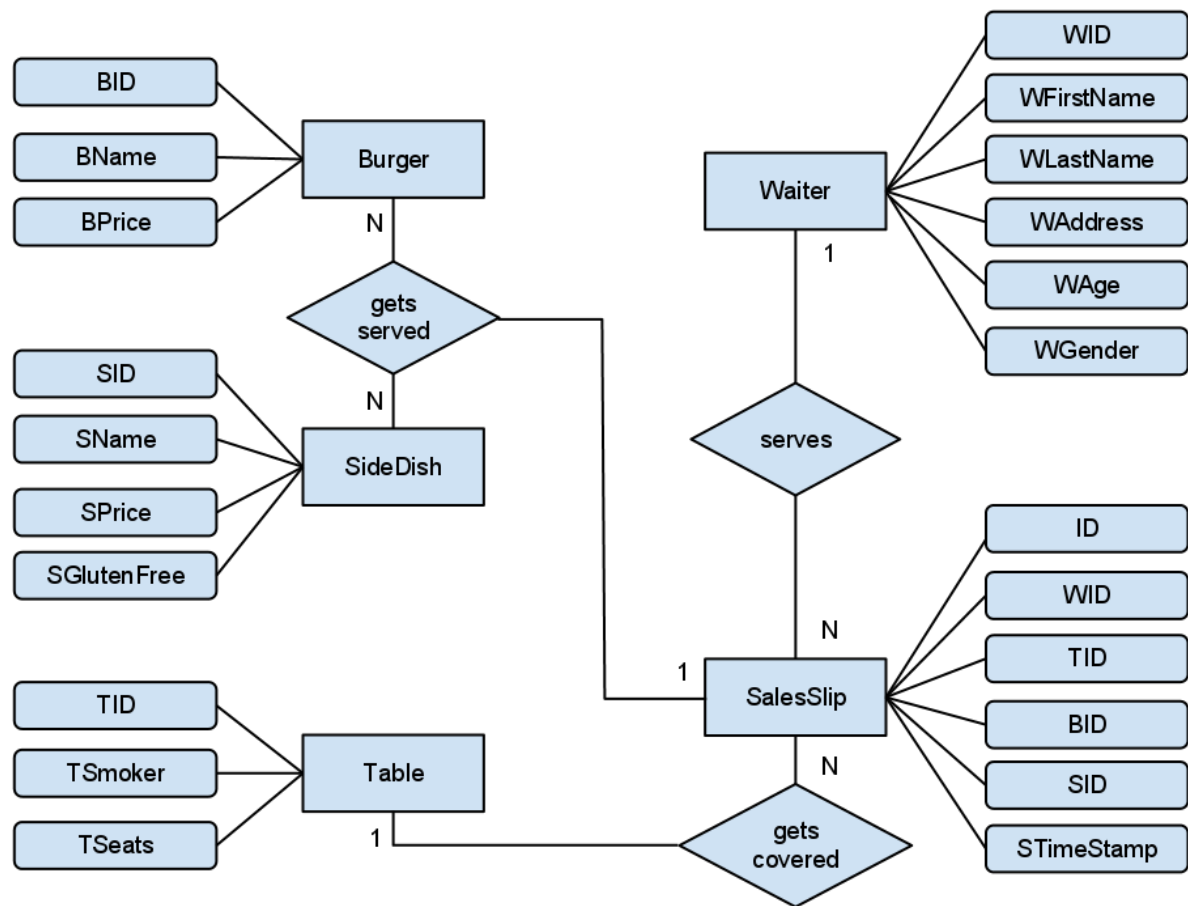 BID
BName
BPrice
Burger
N
gets
served
N
SideDish
SID
SName
SPrice
SGlutenFree
TID
TSmoker
TSeats
Table
1
WID
WFirstName
WLastName
WAddress
WAge
WGender
Waiter
1
serves
N
1
SalesSlip
N
gets
covered
ID
WID
TID
BID
SID
STimeStamp